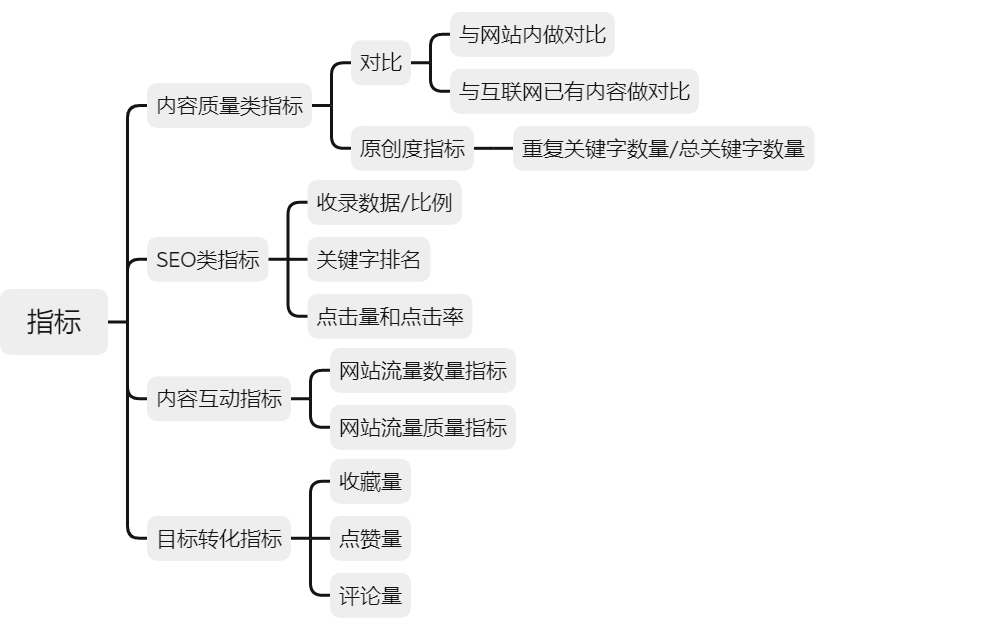 指标
内容质量类指标
对比
与网站内做对比
与互联网已有内容做对比
原创度指标
重复关键字数量/总关键字数量
SEO类指标
收录数据/比例
关键字排名
点击量和点击率
内容互动指标
网站流量数量指标
网站流量质量指标
目标转化指标
收藏量
点赞量
评论量